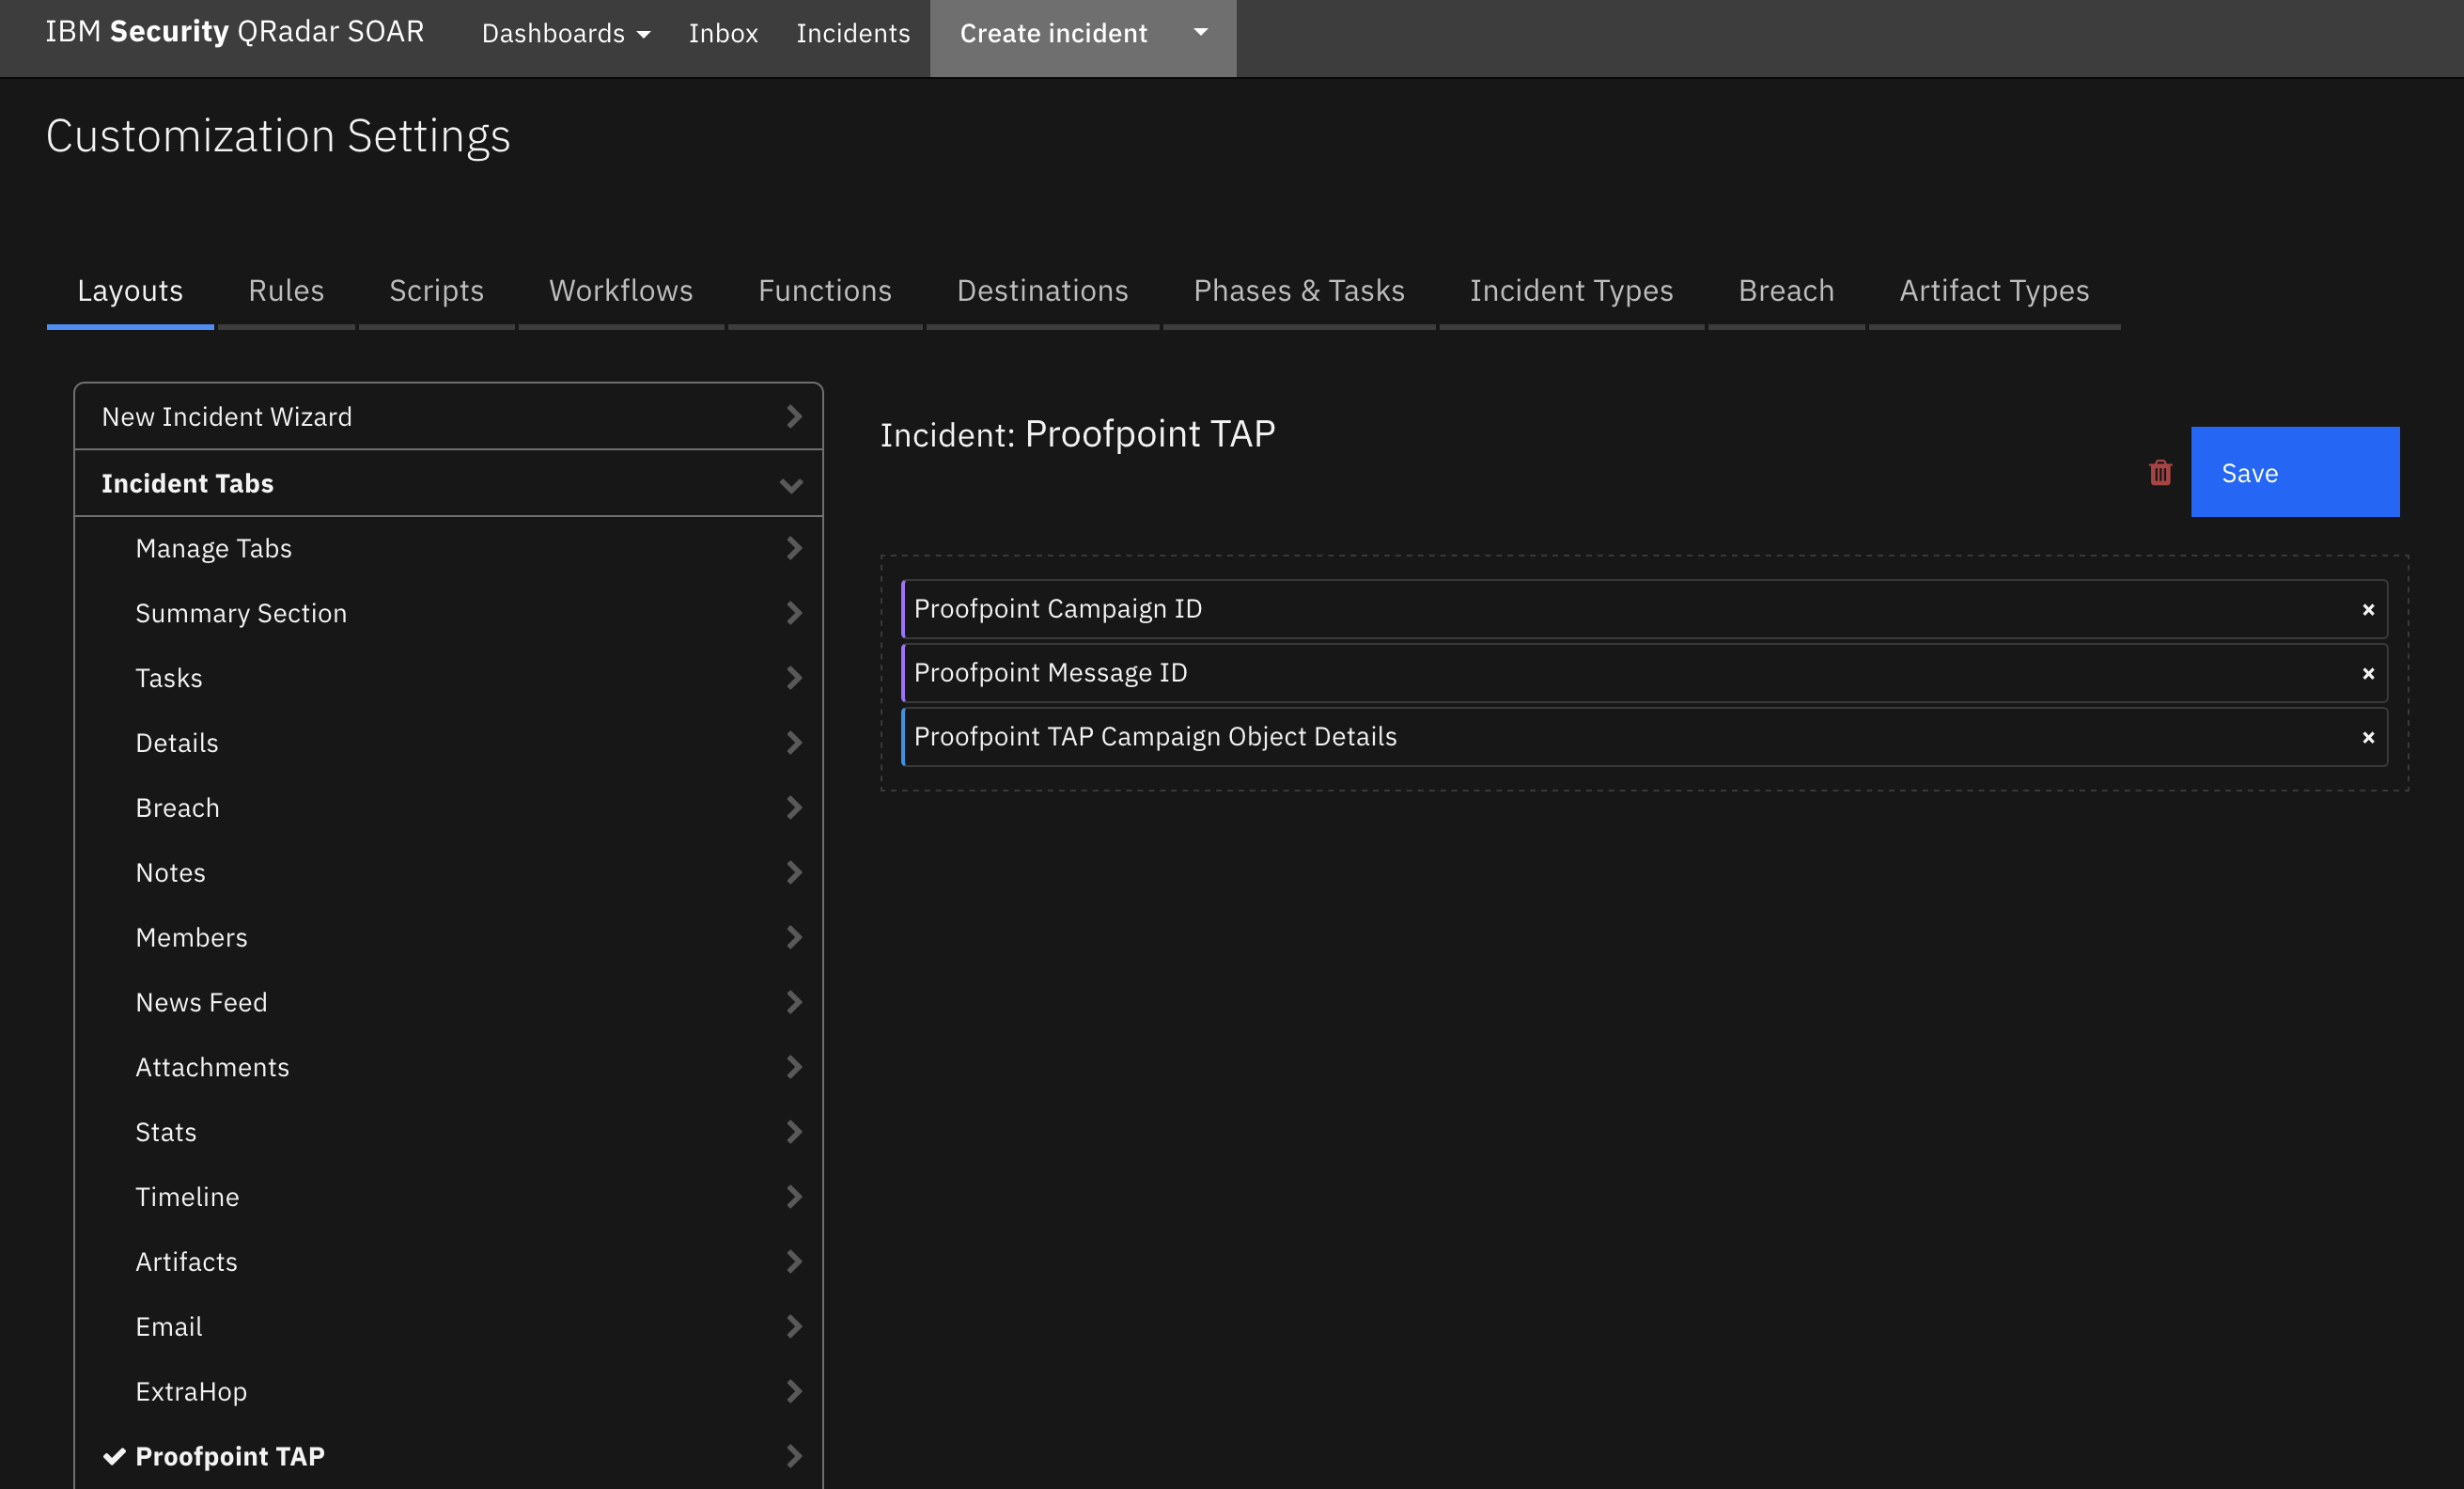 IBM Security QRadar SOAR Dashboards Inbox Incidents Create incident
Customization Settings
Layouts Rules Scripts Workflows Functions Destinations Phases & Tasks Incident Types Breach Artifact Types
New Incident Wizard
Incident Tabs
Manage Tabs
Summary Section
Tasks
Details
Breach
Notes
Members
News Feed
Attachments
Stats
Timeline
Artifacts
Email
ExtraHop
Proofpoint TAP
Incident: Proofpoint TAP
Save
Proofpoint Campaign ID
Proofpoint Message ID
Proofpoint TAP Campaign Object Details